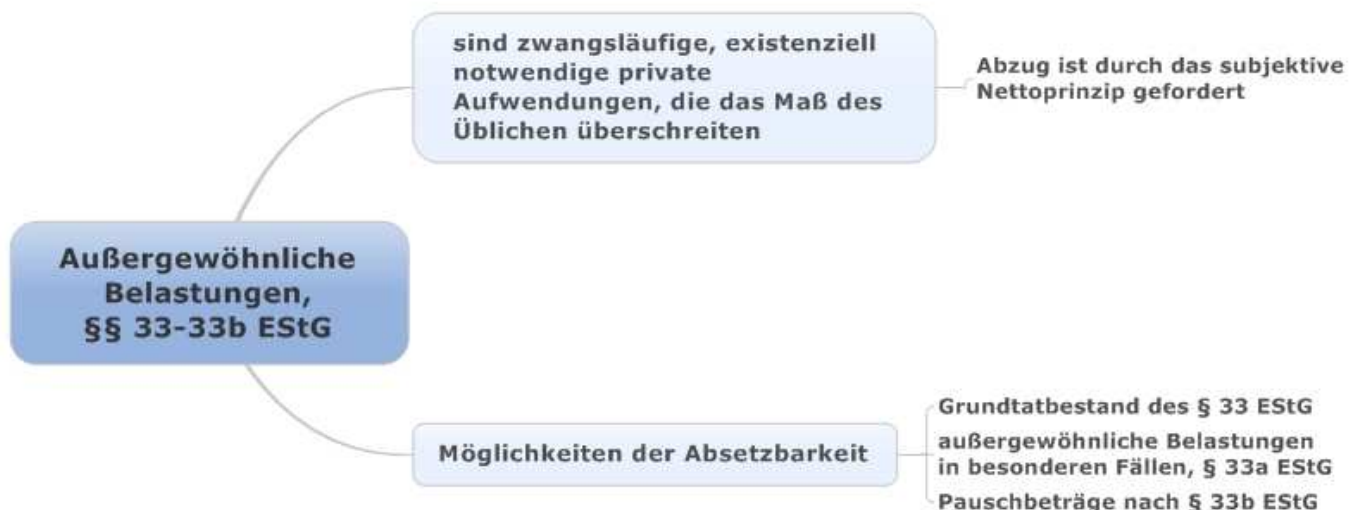 sind zwangsläufige, existenziell
notwendige private
Aufwendungen, die das Maß des
Üblichen überschreiten
Abzug ist durch das subjektive
Nettoprinzip gefordert
Außergewöhnliche
Belastungen,
§§ 33-33b EStG
Möglichkeiten der Absetzbarkeit
Grundtatbestand des § 33 EStG
außergewöhnliche Belastungen
in besonderen Fällen, § 33a EStG
Pauschbeträge nach § 33b EStG